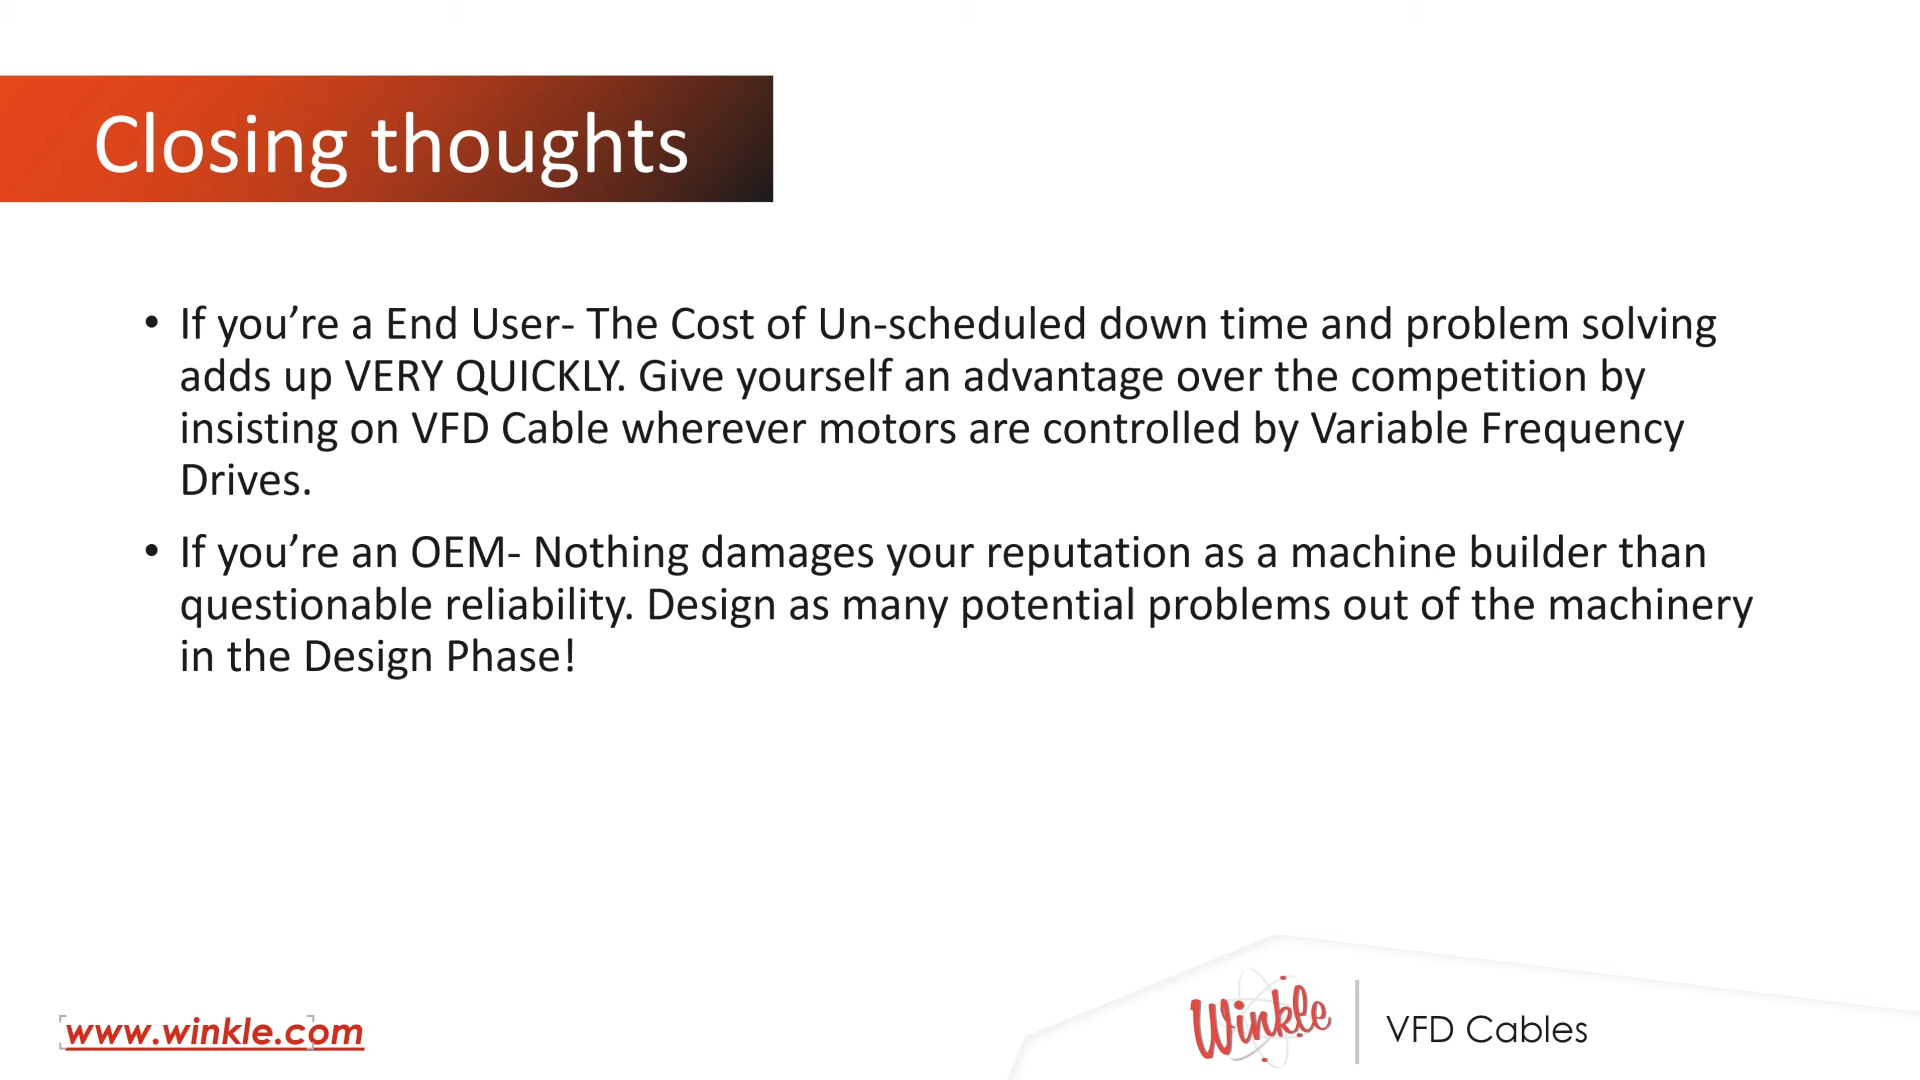 Closing thoughts
• If you’re a End User- The Cost of Un-scheduled down time and problem solving
adds up VERY QUICKLY. Give yourself an advantage over the competition by
insisting on VFD Cable wherever motors are controlled by Variable Frequency
Drives.
• If you’re an OEM- Nothing damages your reputation as a machine builder than
questionable reliability. Design as many potential problems out of the machinery
in the Design Phase!
www.winkle.com
Winkle
VFD Cables